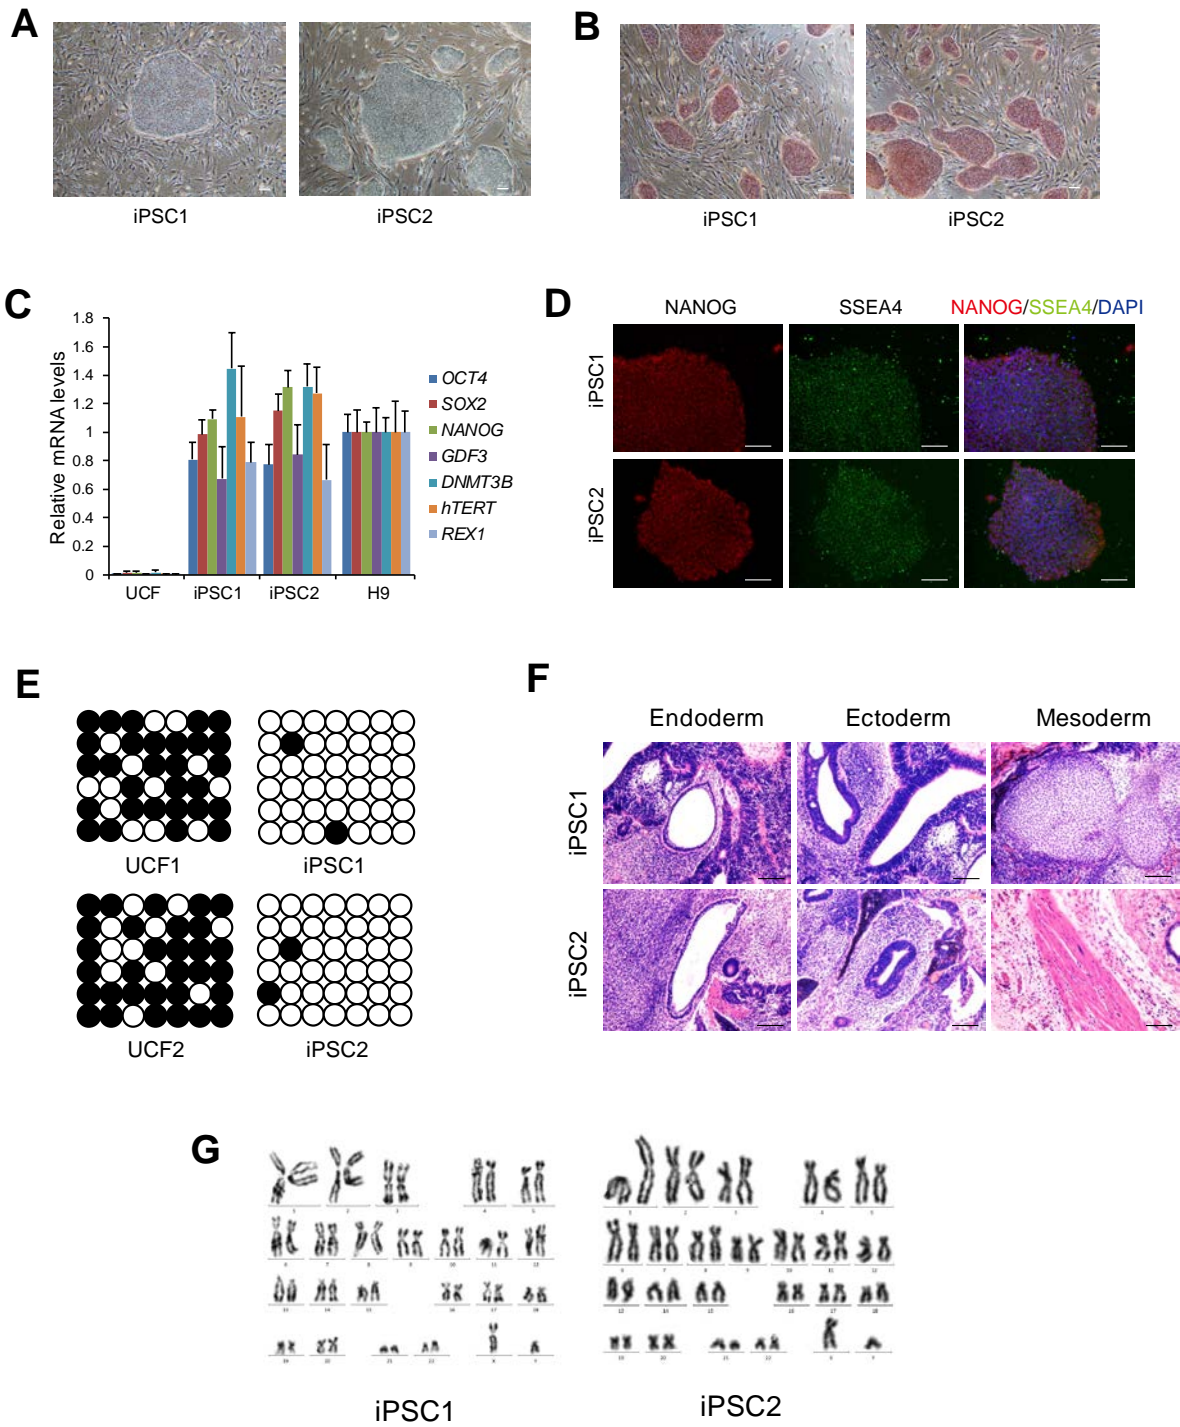 A
iPSC1
iPSC2
B
iPSC1
iPSC2
C
Relative mRNA levels
1.8
1.6
1.4
1.2
1
0.8
0.6
0.4
0.2
0
UCF
iPSC1
iPSC2
H9
OCT4
SOX2
NANOG
GDF3
DNMT3B
hTERT
REX1
D
NANOG
SSEA4
NANOG/SSEA4/DAPI
iPSC1
iPSC2
E
UCF1
iPSC1
UCF2
iPSC2
F
Endoderm
Ectoderm
Mesoderm
iPSC1
iPSC2
G
iPSC1
iPSC2